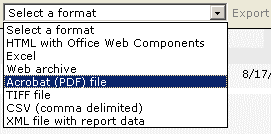 Select a format Export
Select a format
HTML with Office Web Components
Excel
Web archive
Acrobat (PDF) file
8/17/
TIFF file
CSV (comma delimited)
XML file with report data